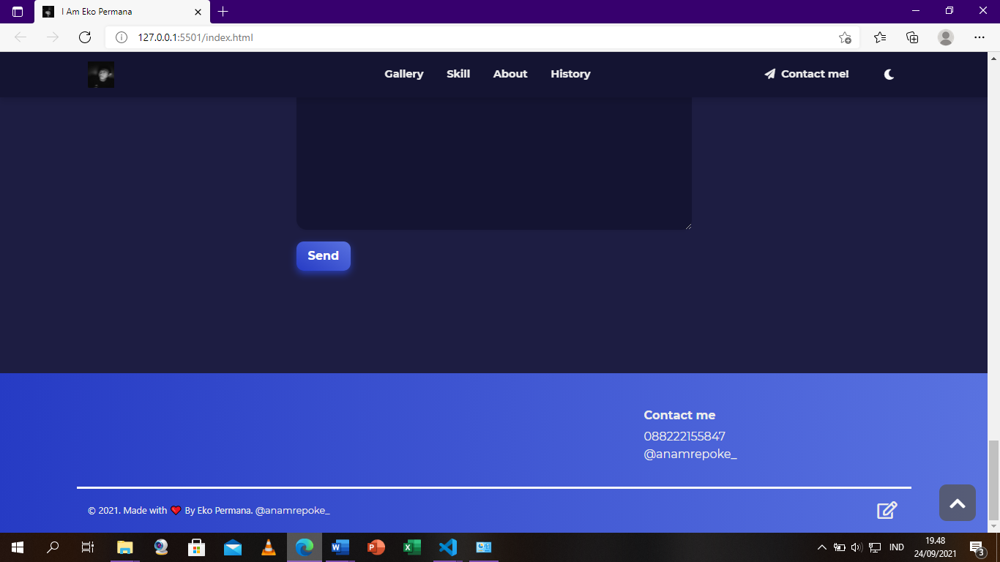 I Am Eko Permana
127.0.0.1:5501/index.html
Gallery Skill About History Contact me!
Send
Contact me
088222155847
@anamrepoke_
© 2021. Made with ❤ By Eko Permana. @anamrepoke_
IND
19.48
24/09/2021
3